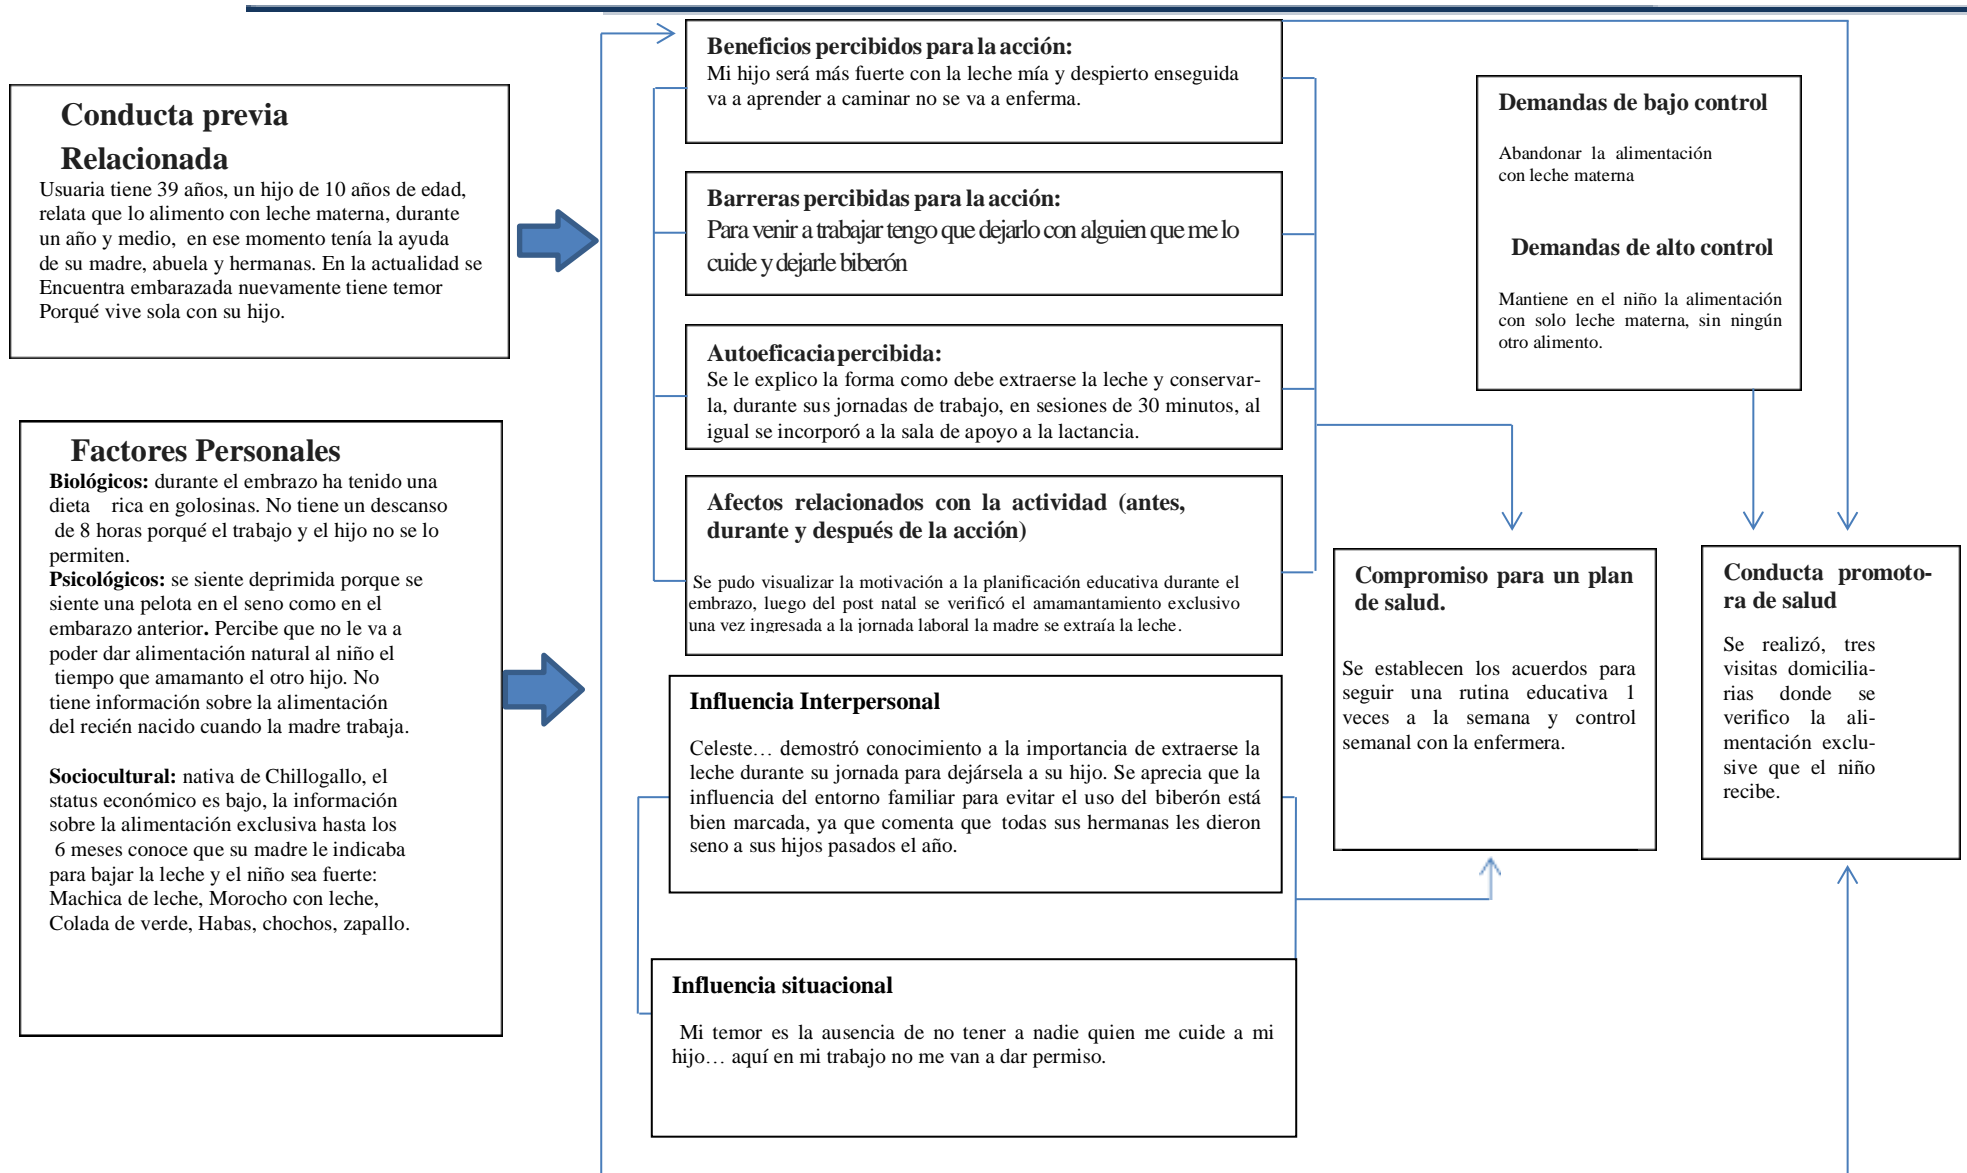 Conducta previa
Relacionada
Usuaria tiene 39 años, un hijo de 10 años de edad,
relata que lo alimento con leche materna, durante
un año y medio, en ese momento tenía la ayuda
de su madre, abuela y hermanas. En la actualidad se
Encuentra embarazada nuevamente tiene temor
Porqué vive sola con su hijo.
Factores Personales
Biológicos: durante el embrazo ha tenido una
dieta rica en golosinas. No tiene un descanso
de 8 horas porqué el trabajo y el hijo no se lo
permiten.
Psicológicos: se siente deprimida porque se
siente una pelota en el seno como en el
embarazo anterior. Percibe que no le va a
poder dar alimentación natural al niño el
tiempo que amamanto el otro hijo. No
tiene información sobre la alimentación
del recién nacido cuando la madre trabaja.
Sociocultural: nativa de Chillogallo, el
status económico es bajo, la información
sobre la alimentación exclusiva hasta los
6 meses conoce que su madre le indicaba
para bajar la leche y el niño sea fuerte:
Machica de leche, Morocho con leche,
Colada de verde, Habas, chochos, zapallo.
Beneficios percibidos para la acción:
Mi hijo será más fuerte con la leche mía y despierto enseguida
va a aprender a caminar no se va a enferma.
Barreras percibidas para la acción:
Para venir a trabajar tengo que dejarlo con alguien que me lo
cuide y dejarle biberón
Autoeficacia percibida:
Se le explico la forma como debe extraerse la leche y conservar-
la, durante sus jornadas de trabajo, en sesiones de 30 minutos, al
igual se incorporó a la sala de apoyo a la lactancia.
Afectos relacionados con la actividad (antes,
durante y después de la acción)
Se pudo visualizar la motivación a la planificación educativa durante el
embrazo, luego del post natal se verificó el amamantamiento exclusivo
una vez ingresada a la jornada laboral la madre se extraía la leche.
Influencia Interpersonal
Celeste… demostró conocimiento a la importancia de extraerse la
leche durante su jornada para dejársela a su hijo. Se aprecia que la
influencia del entorno familiar para evitar el uso del biberón está
bien marcada, ya que comenta que todas sus hermanas les dieron
seno a sus hijos pasados el año.
Influencia situacional
Mi temor es la ausencia de no tener a nadie quien me cuide a mi
hijo… aquí en mi trabajo no me van a dar permiso.
Demandas de bajo control
Abandonar la alimentación
con leche materna
Demandas de alto control
Mantiene en el niño la alimentación
con solo leche materna, sin ningún
otro alimento.
Compromiso para un plan
de salud.
Se establecen los acuerdos para
seguir una rutina educativa 1
veces a la semana y control
semanal con la enfermera.
Conducta promoto-
ra de salud
Se realizó, tres
visitas domicilia-
rias donde se
verifico la ali-
mentación exclu-
sive que el niño
recibe.